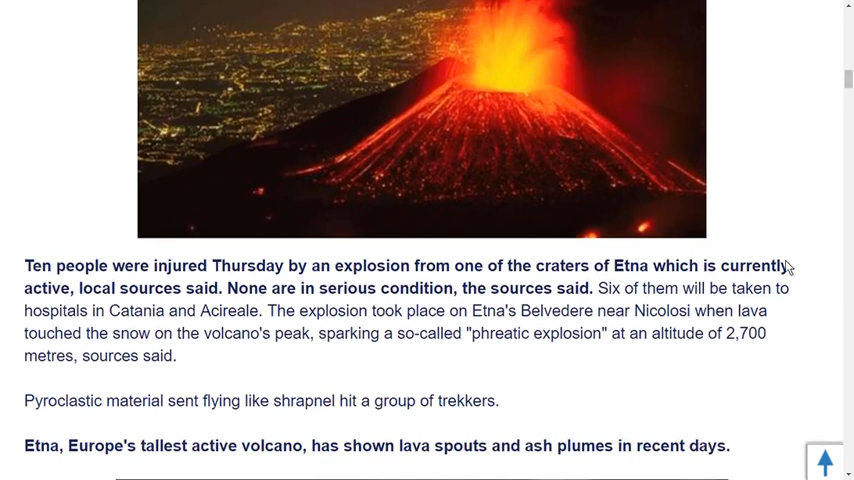 Ten people were injured Thursday by an explosion from one of the craters of Etna which is currently
active, local sources said. None are in serious condition, the sources said. Six of them will be taken to
hospitals in Catania and Acireale. The explosion took place on Etna's Belvedere near Nicolosi when lava
touched the snow on the volcano's peak, sparking a so-called "phreatic explosion" at an altitude of 2,700
metres, sources said.
Pyroclastic material sent flying like shrapnel hit a group of trekkers.
Etna, Europe's tallest active volcano, has shown lava spouts and ash plumes in recent days.